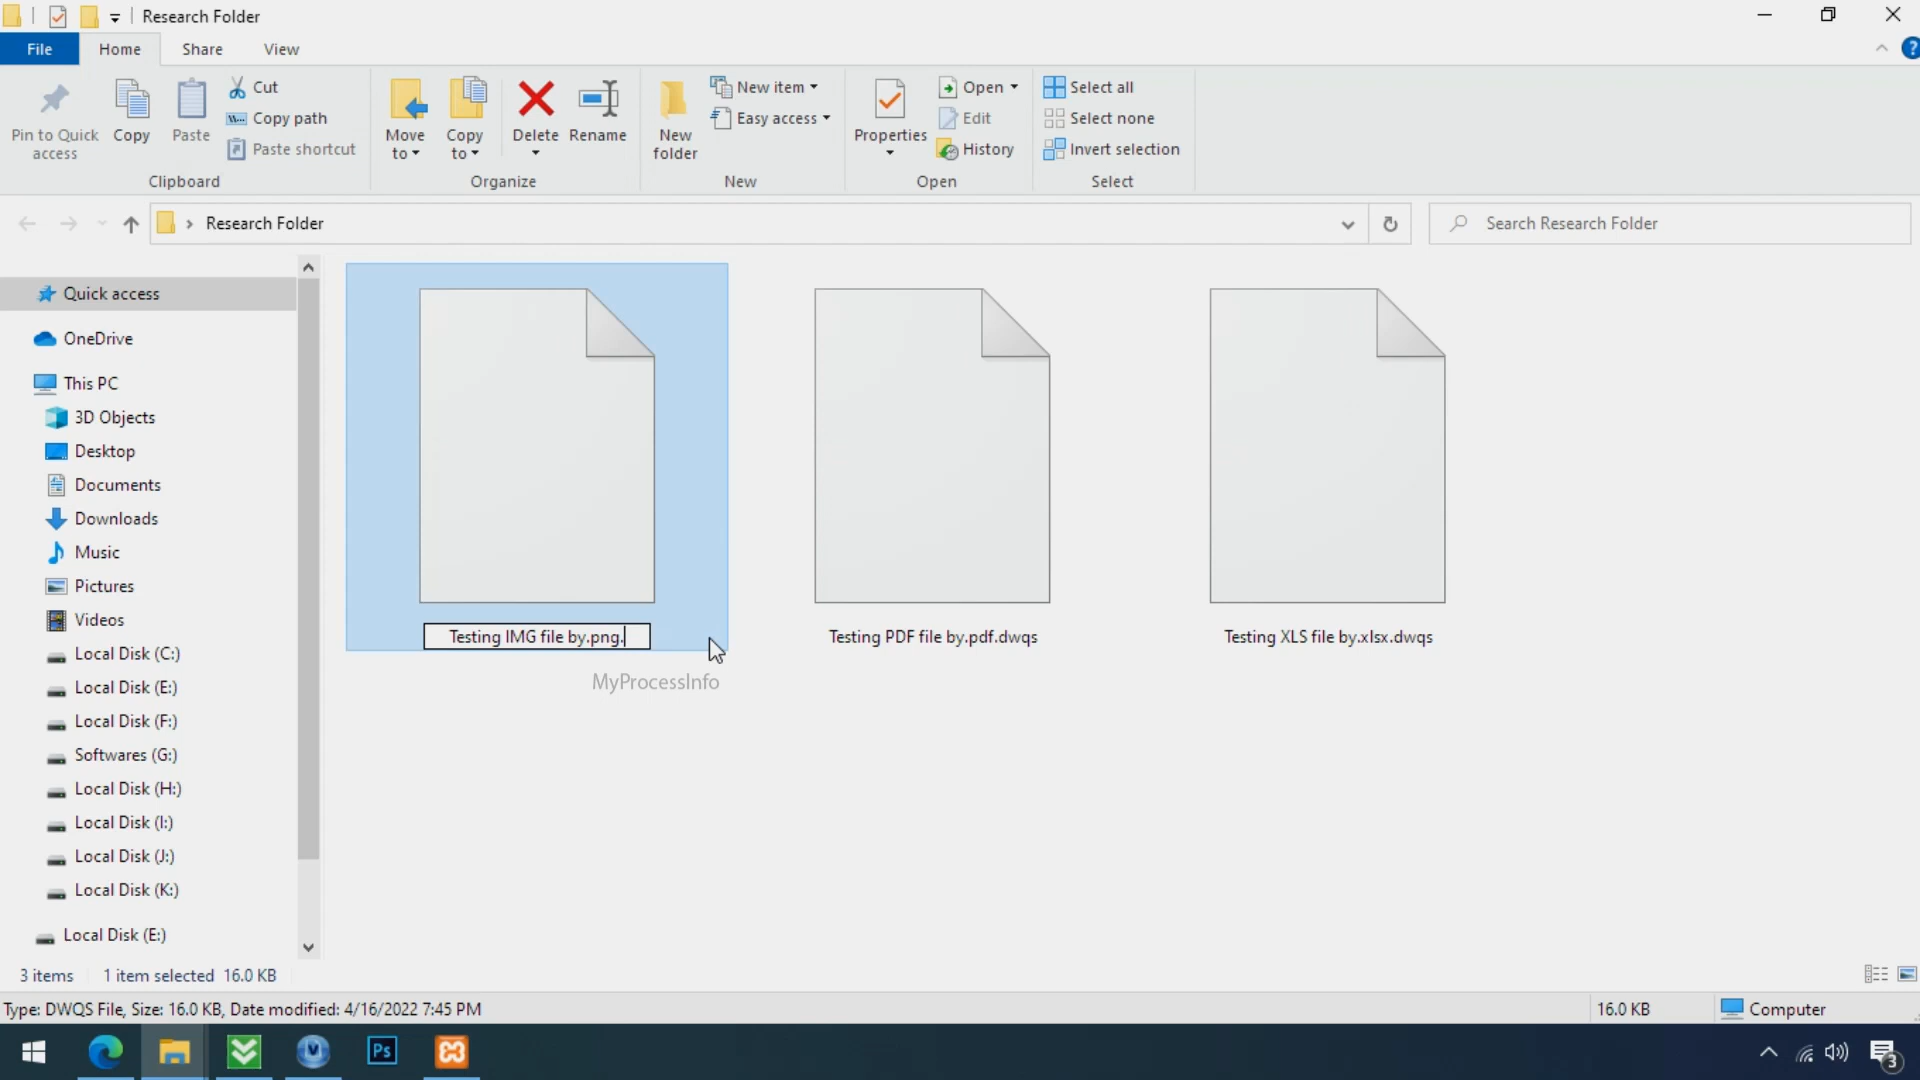 Research Folder
File
Home
Share
View
?
Pin to Quick access
Copy
Paste
Cut
Copy path
Paste shortcut
Clipboard
Move to
Copy to
Delete
Rename
Organize
New folder
New item
Easy access
New
Properties
Open
Edit
History
Open
Select all
Select none
Invert selection
Select
Research Folder
Search Research Folder
Quick access
OneDrive
This PC
3D Objects
Desktop
Documents
Downloads
Music
Pictures
Videos
Local Disk (C:)
Local Disk (E:)
Local Disk (F:)
Softwares (G:)
Local Disk (H:)
Local Disk (I:)
Local Disk (J:)
Local Disk (K:)
Local Disk (E:)
Testing IMG file by.png.
Testing PDF file by.pdf.dwqs
Testing XLS file by.xlsx.dwqs
MyProcessInfo
3 items
1 item selected 16.0 KB
Type: DWQS File, Size: 16.0 KB, Date modified: 4/16/2022 7:45 PM
16.0 KB
Computer
Ps
3